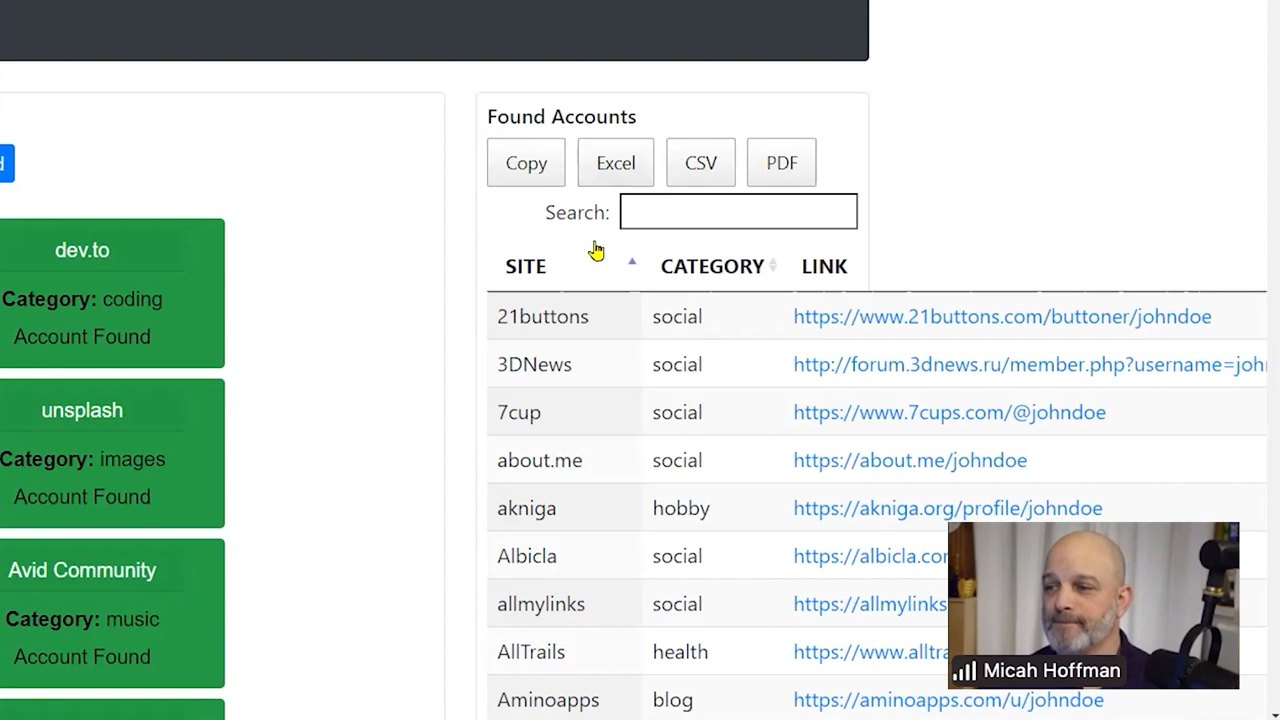 d
dev.to
Category: coding
Account Found
unsplash
Category: images
Account Found
Avid Community
Category: music
Account Found
Found Accounts
Copy Excel CSV PDF
Search:
SITE CATEGORY LINK
21buttons social https://www.21buttons.com/buttoner/johndoe
3DNews social http://forum.3dnews.ru/member.php?username=joh
7cup social https://www.7cups.com/@johndoe
about.me social https://about.me/johndoe
akniga hobby https://akniga.org/profile/johndoe
Albicla social https://albicla.co
allmylinks social https://allmylinks
AllTrails health https://www.alltra
Aminoapps blog https://aminoapps.com/u/johndoe
Micah Hoffman